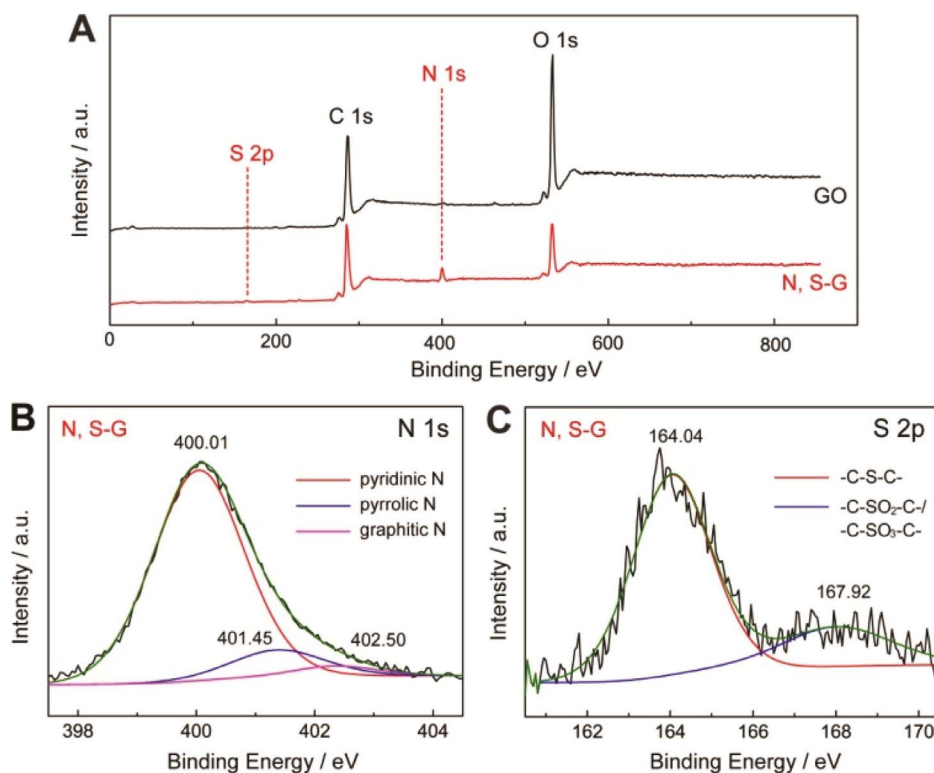 A
Intensity / a.u.
S 2p
C 1s
N 1s
O 1s
GO
N, S-G
0
200
400
600
800
Binding Energy / eV
B
N, S-G
N 1s
400.01
pyridinic N
pyrrolic N
graphitic N
401.45
402.50
Intensity / a.u.
398
400
402
404
Binding Energy / eV
C
N, S-G
S 2p
164.04
-C-S-C-
-C-SO₂-C-/
-C-SO₃-C-
167.92
Intensity / a.u.
162
164
166
168
170
Binding Energy / eV